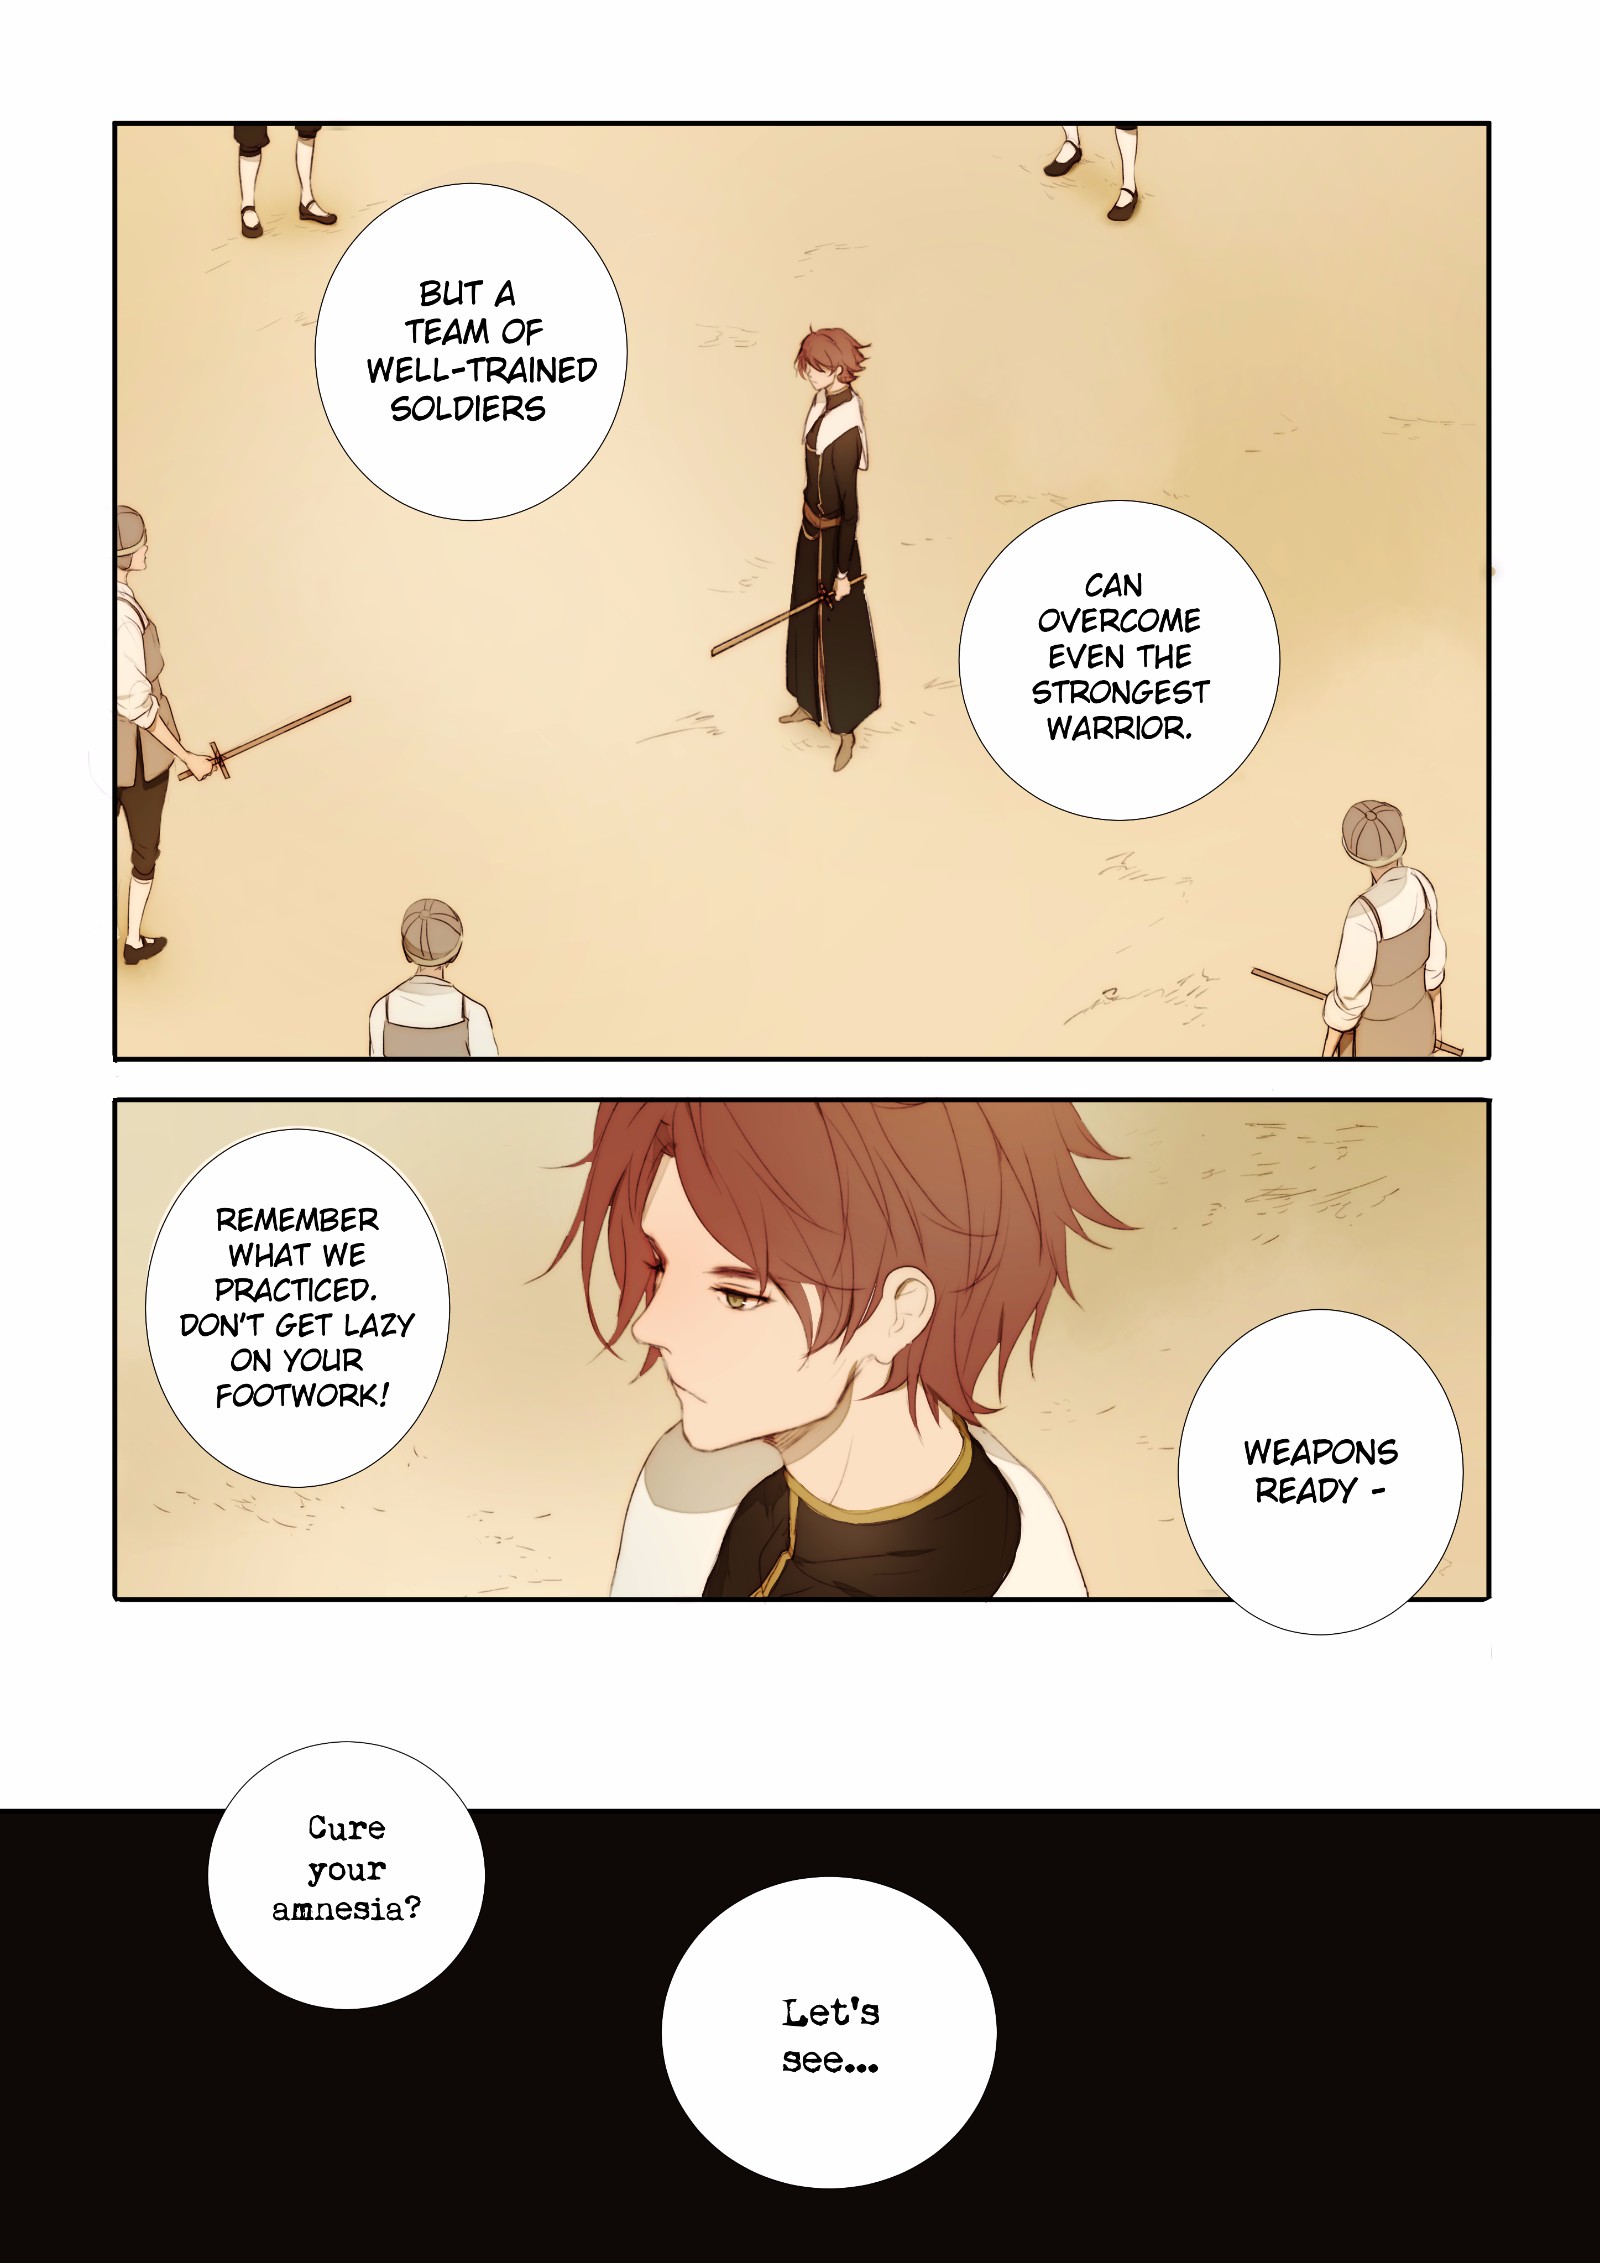 BUT A
TEAM OF
WELL-TRAINED
SOLDIERS
CAN
OVERCOME
EVEN THE
STRONGEST
WARRIOR.
REMEMBER
WHAT WE
PRACTICED.
DON'T GET LAZY
ON YOUR
FOOTWORK!
WEAPONS
READY -
Cure
your
amnesia?
Let's
see...